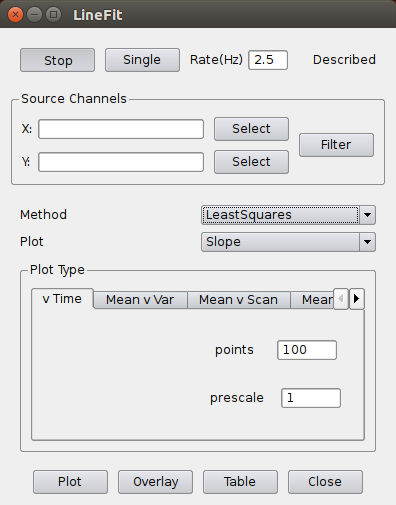 LineFit
Stop Single Rate(Hz) 2.5 Described
Source Channels
X: Select
Filter
Y: Select
Method LeastSquares
Plot Slope
Plot Type
v Time Mean v Var Mean v Scan Mear
points 100
prescale 1
Plot Overlay Table Close